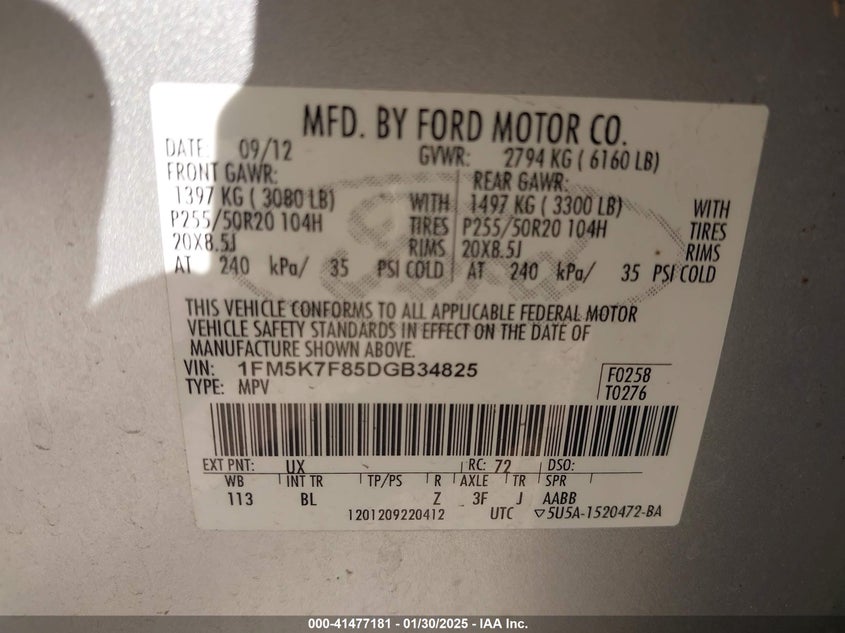 MFD. BY FORD MOTOR CO.
DATE: 09/12 GVWR: 2794 KG ( 6160 LB)
FRONT GAWR: REAR GAWR:
1397 KG ( 3080 LB) WITH 1497 KG ( 3300 LB) WITH
P255/50R20 104H TIRES P255/50R20 104H TIRES
20X8.5J RIMS 20X8.5J RIMS
AT 240 kPa/ 35 PSI COLD AT 240 kPa/ 35 PSI COLD
THIS VEHICLE CONFORMS TO ALL APPLICABLE FEDERAL MOTOR
VEHICLE SAFETY STANDARDS IN EFFECT ON THE DATE OF
MANUFACTURE SHOWN ABOVE.
VIN: 1FM5K7F85DGB34825 F0258
TYPE: MPV T0276
EXT PNT: UX RC: 72 DSO:
WB INT TR TP/PS R AXLE TR SPR
113 BL Z 3F J AABB
1201209220412 UTC ▽5U5A-1520472-BA
Ford
000-41477181 - 01/30/2025 - IAA Inc.